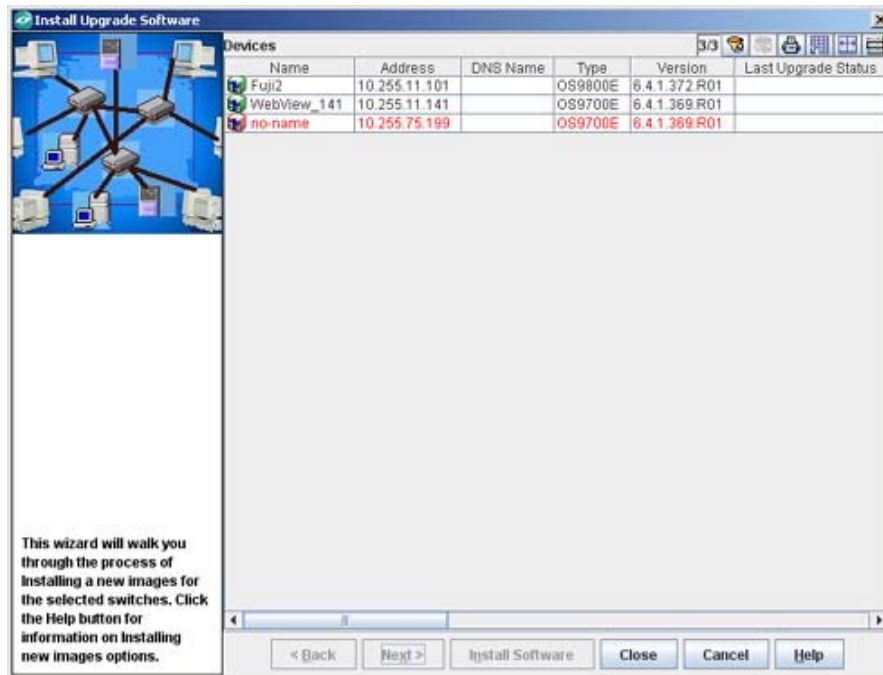 Install Upgrade Software
Devices 3/3
Name Address DNS Name Type Version Last Upgrade Status
Fuji2 10.255.11.101 OS9800E 6.4.1.372.R01
WebView_141 10.255.11.141 OS9700E 6.4.1.369.R01
no-name 10.255.75.199 OS9700E 6.4.1.369.R01
This wizard will walk you
through the process of
Installing a new images for
the selected switches. Click
the Help button for
information on Installing
new images options.
< Back Next > Install Software Close Cancel Help